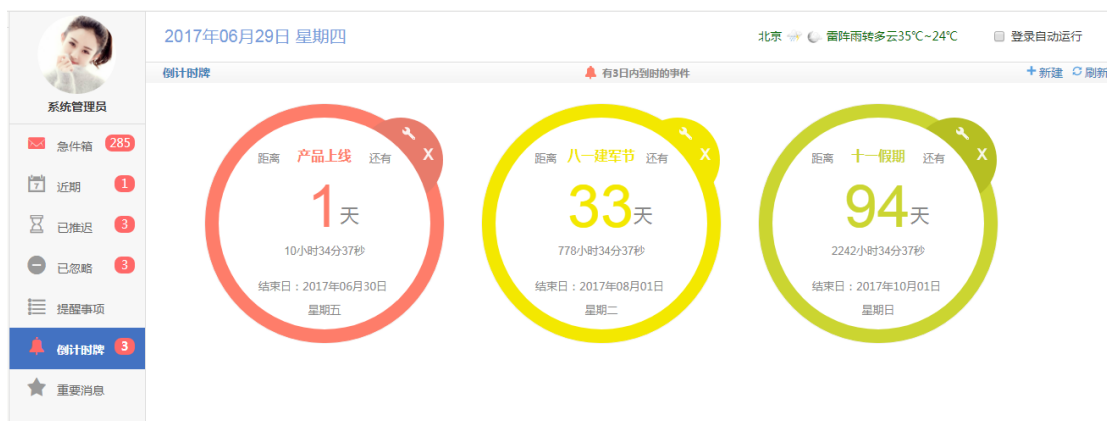 2017年06月29日 星期四
北京 雷阵雨转多云35℃~24℃ 登录自动运行
系统管理员
倒计时牌 有3日内到时的事件 新建 刷新
急件箱 285
近期 1
已推迟 3
已忽略 3
提醒事项
倒计时牌 3
重要消息
距离 产品上线 还有 X
1天
10小时34分37秒
结束日：2017年06月30日
星期五
距离 八一建军节 还有 X
33天
778小时34分37秒
结束日：2017年08月01日
星期二
距离 十一假期 还有 X
94天
2242小时34分37秒
结束日：2017年10月01日
星期日